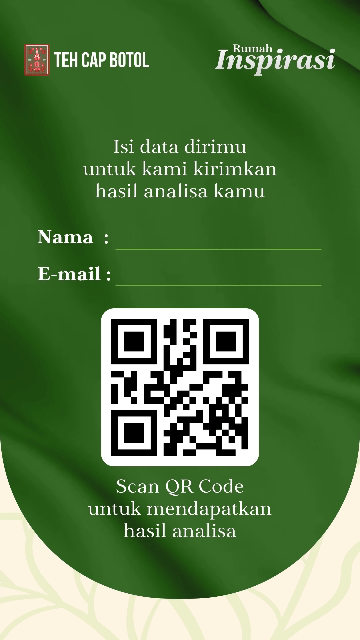 TEH CAP BOTOL
Rumah
Inspirasi
Isi data dirimu
untuk kami kirimkan
hasil analisa kamu
Nama :
E-mail :
Scan QR Code
untuk mendapatkan
hasil analisa